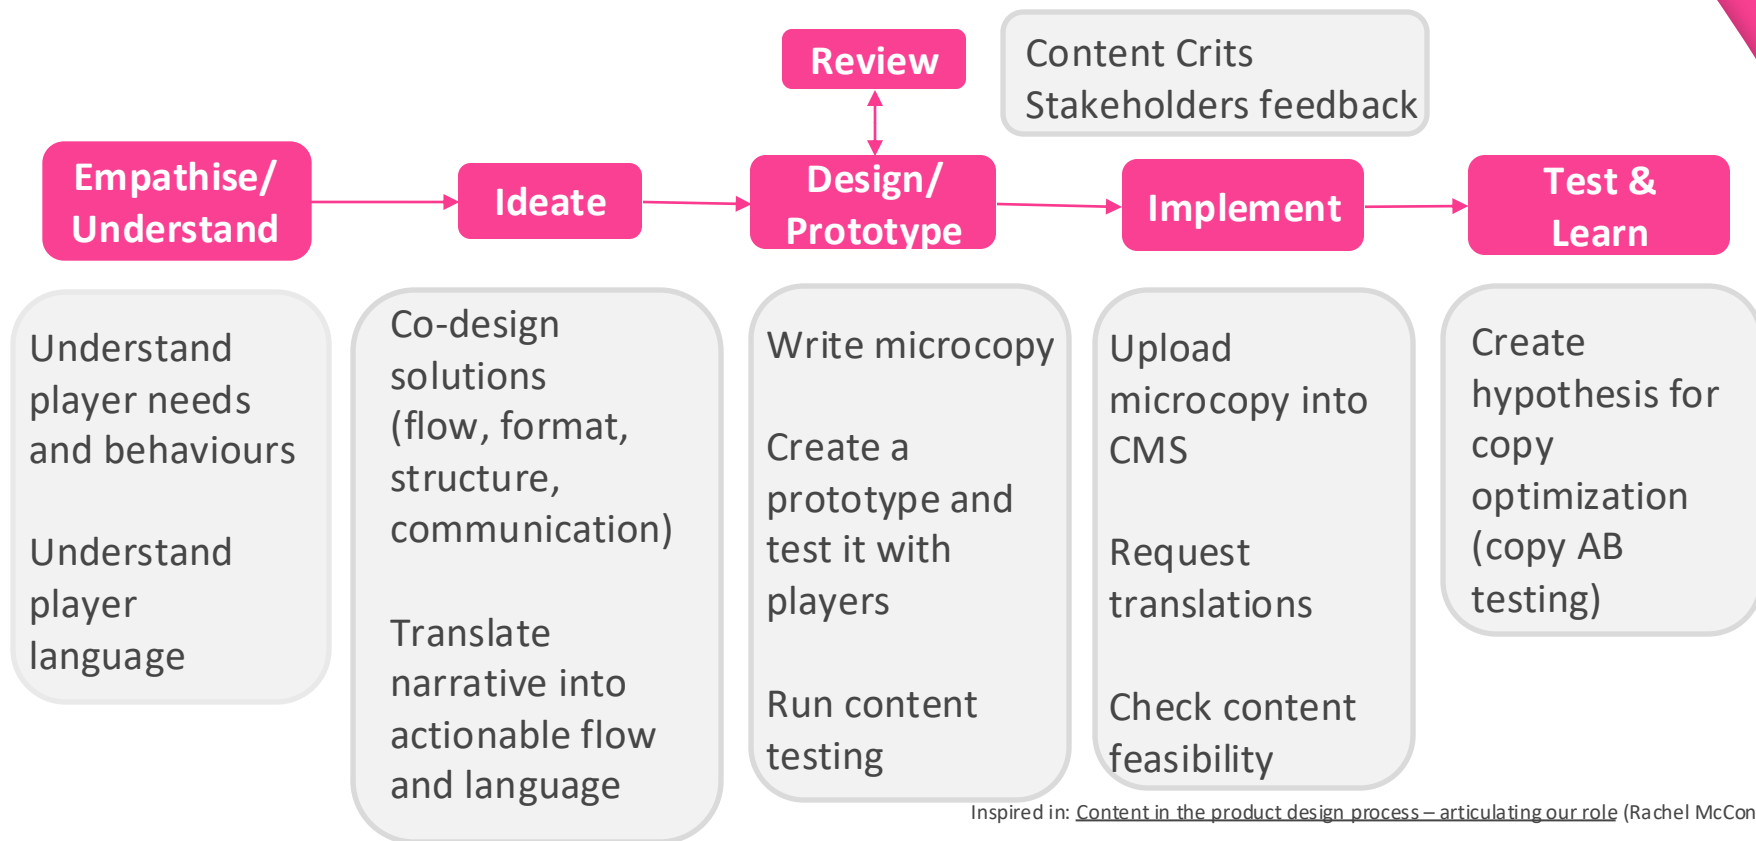 Review
Content Crits
Stakeholders feedback
Empathise/
Understand
Ideate
Design/
Prototype
Implement
Test &
Learn
Understand
player needs
and behaviours
Understand
player
language
Co-design
solutions
(flow, format,
structure,
communication)
Translate
narrative into
actionable flow
and language
Write microcopy
Create a
prototype and
test it with
players
Run content
testing
Upload
microcopy into
CMS
Request
translations
Check content
feasibility
Create
hypothesis for
copy
optimization
(copy AB
testing)
Inspired in: Content in the product design process – articulating our role (Rachel McCon